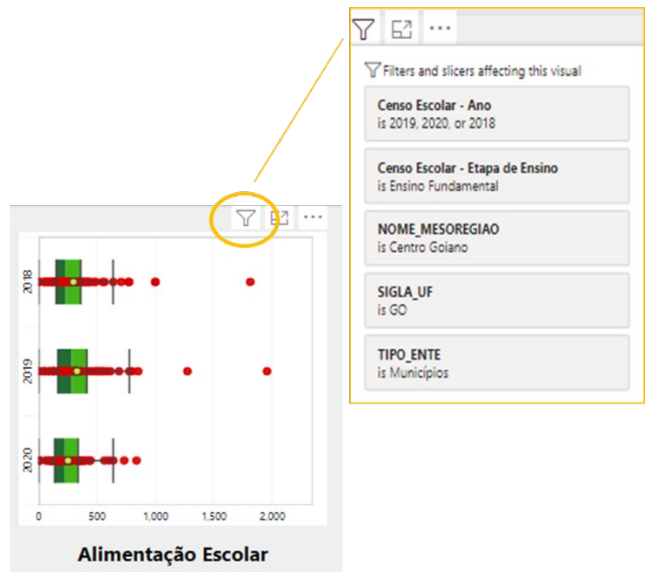 Filters and slicers affecting this visual
Censo Escolar - Ano
is 2019, 2020, or 2018
Censo Escolar - Etapa de Ensino
is Ensino Fundamental
NOME_MESOREGIAO
is Centro Goiano
SIGLA_UF
is GO
TIPO_ENTE
is Municípios
2018
2019
2020
0 500 1,000 1,500 2,000
Alimentação Escolar